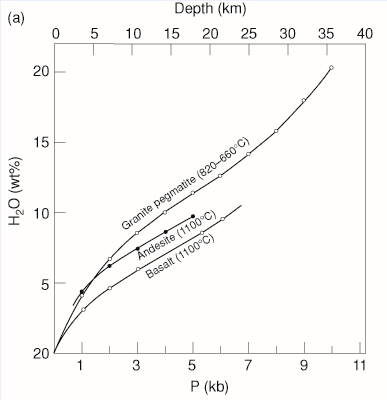 (a)
Depth (km)
0 5 10 15 20 25 30 35 40
20
15
10
5
20
H2O (wt%)
Granite pegmatite (820–660°C)
Andesite (1100°C)
Basalt (1100°C)
1 3 5 7 9 11
P (kb)